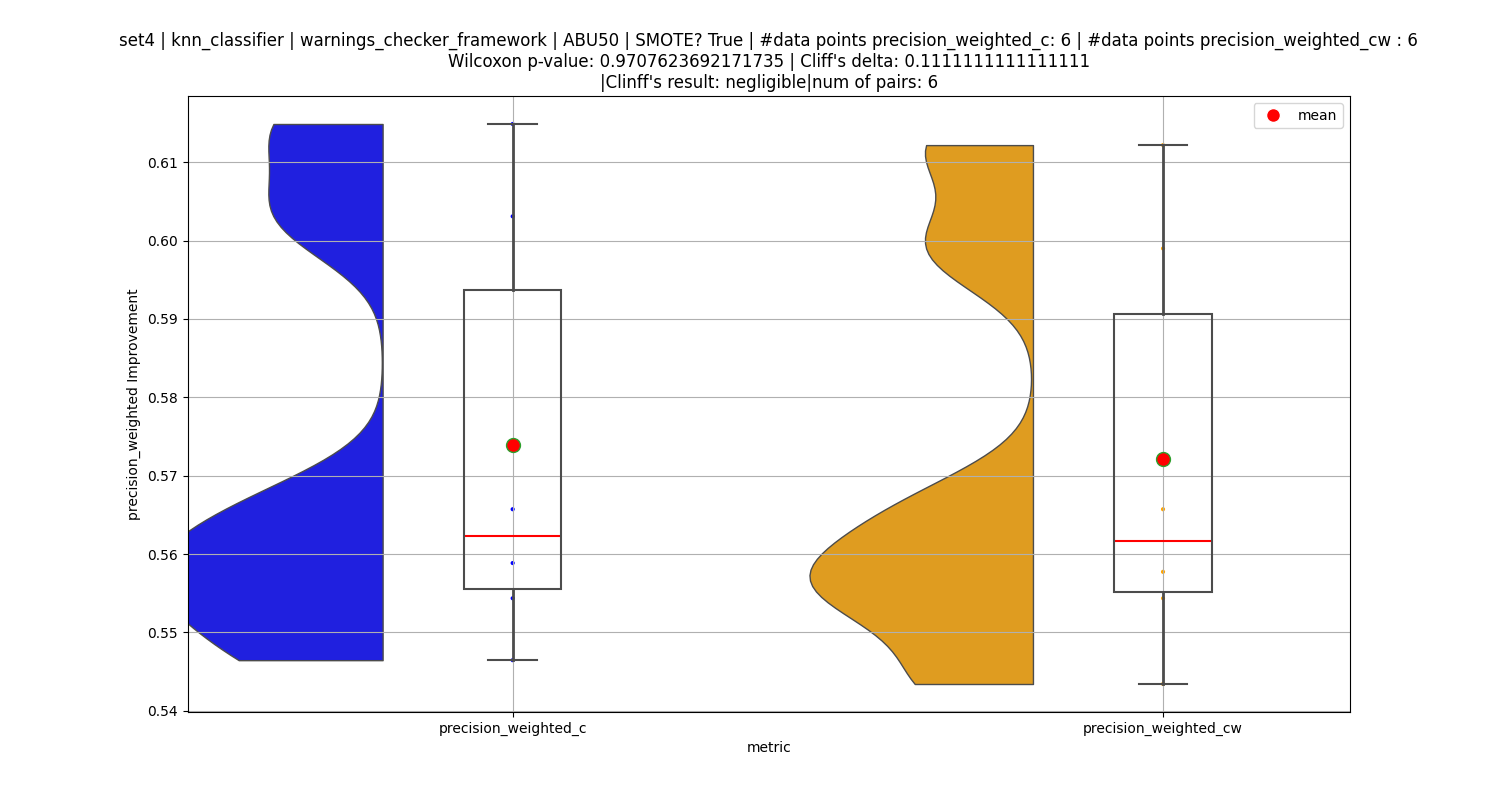 set4 | knn_classifier | warnings_checker_framework | ABU50 | SMOTE? True | #data points precision_weighted_c: 6 | #data points precision_weighted_cw : 6
Wilcoxon p-value: 0.9707623692171735 | Cliff's delta: 0.1111111111111111
|Clinff's result: negligible|num of pairs: 6
mean
0.61
0.60
0.59
0.58
0.57
0.56
0.55
0.54
precision_weighted Improvement
precision_weighted_c
precision_weighted_cw
metric